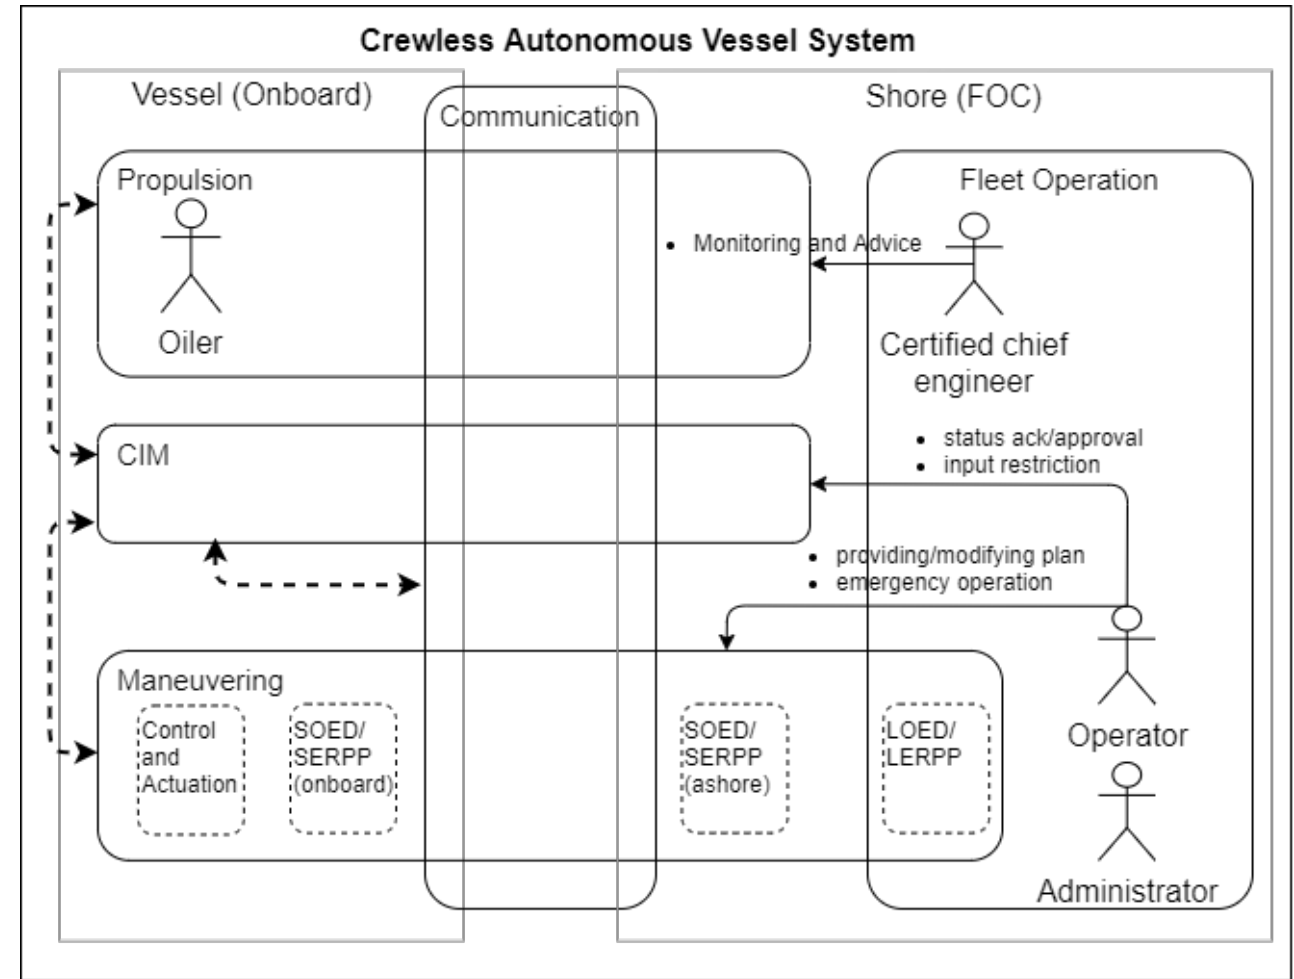 Crewless Autonomous Vessel System
Vessel (Onboard)
Communication
Shore (FOC)
Propulsion
Oiler
Fleet Operation
• Monitoring and Advice
Certified chief
engineer
CIM
• status ack/approval
• input restriction
• providing/modifying plan
• emergency operation
Maneuvering
Control
and
Actuation
SOED/
SERPP
(onboard)
SOED/
SERPP
(ashore)
LOED/
LERPP
Operator
Administrator